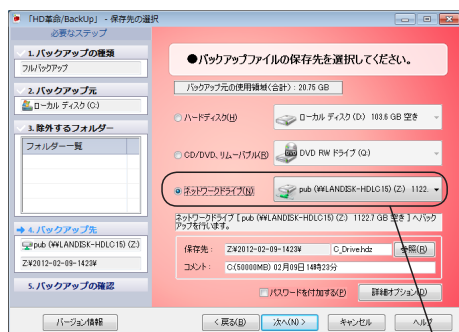 「HD革命/BackUp」 - 保存先の選択
必要なステップ
1. バックアップの種類
フルバックアップ
2. バックアップ元
ローカル ディスク (C:)
3. 除外するフォルダー
フォルダー一覧
4. バックアップ先
pub (¥¥LANDISK-HDLC15) (Z:)
Z:¥2012-02-09-1423¥
5. バックアップの確認
バージョン情報
●バックアップファイルの保存先を選択してください。
バックアップ元の使用領域(合計) : 20.75 GB
ハードディスク(H)
ローカル ディスク (D:) 103.6 GB 空き
CD/DVD、リムーバブル(R)
DVD RW ドライブ (Q:)
ネットワークドライブ(N)
pub (¥¥LANDISK-HDLC15) (Z:) 1122.
ネットワークドライブ [ pub (¥¥LANDISK-HDLC15) (Z:) 1122.7 GB 空き ] へバックアップを行います。
保存先 :
Z:¥2012-02-09-1423¥
C_Drive.hdz
参照(B)
コメント :
C:(50000MB) 02月09日 14時23分
パスワードを付加する(P)
詳細オプション(O)
< 戻る(B)
次へ(N) >
キャンセル
ヘルプ